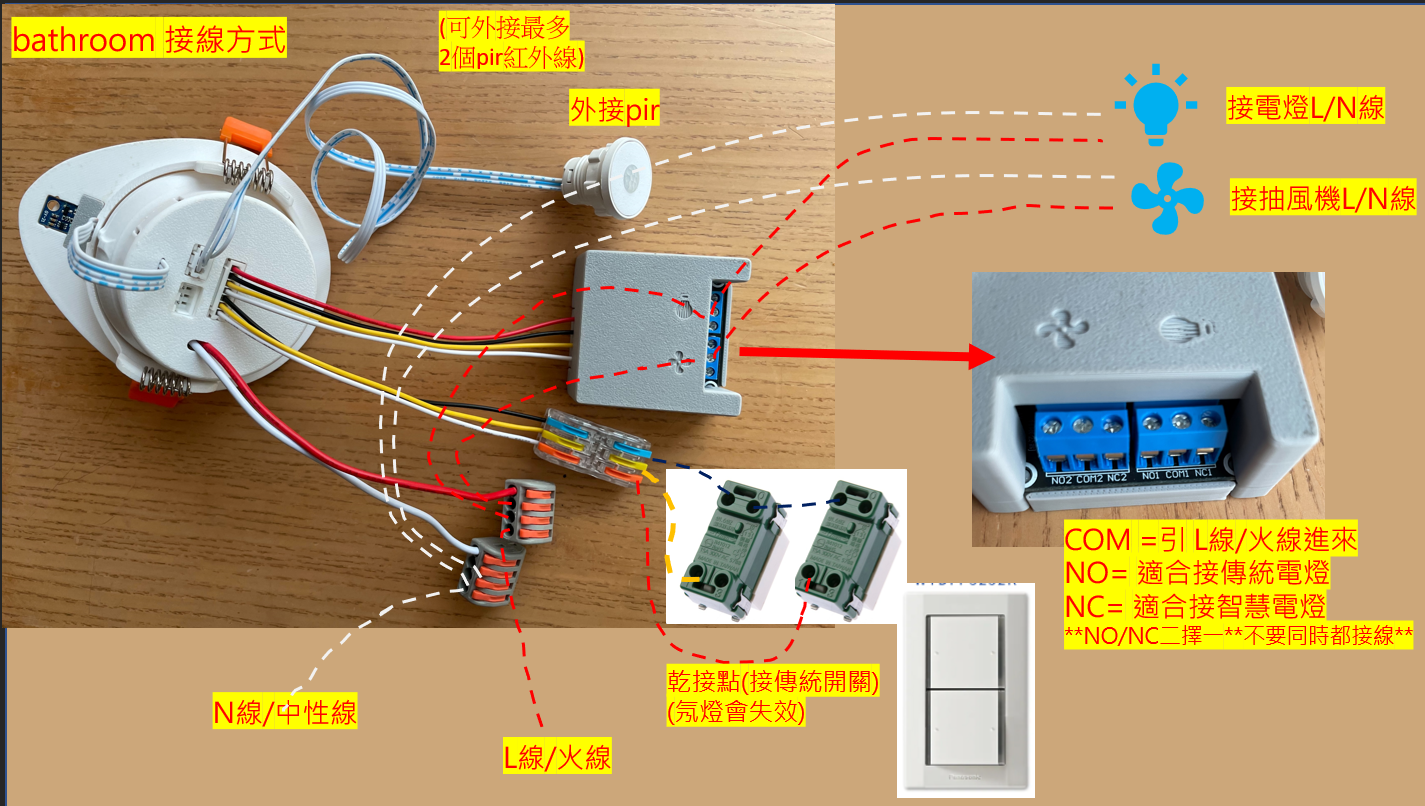 bathroom 接線方式
(可外接最多
2個pir紅外線)
外接pir
接電燈L/N線
接抽風機L/N線
NO2 COM2 NC2 NO1 COM1 NC1
COM =引 L線/火線進來
NO= 適合接傳統電燈
NC= 適合接智慧電燈
**NO/NC二擇一**不要同時都接線**
乾接點(接傳統開關)
(氖燈會失效)
N線/中性線
L線/火線